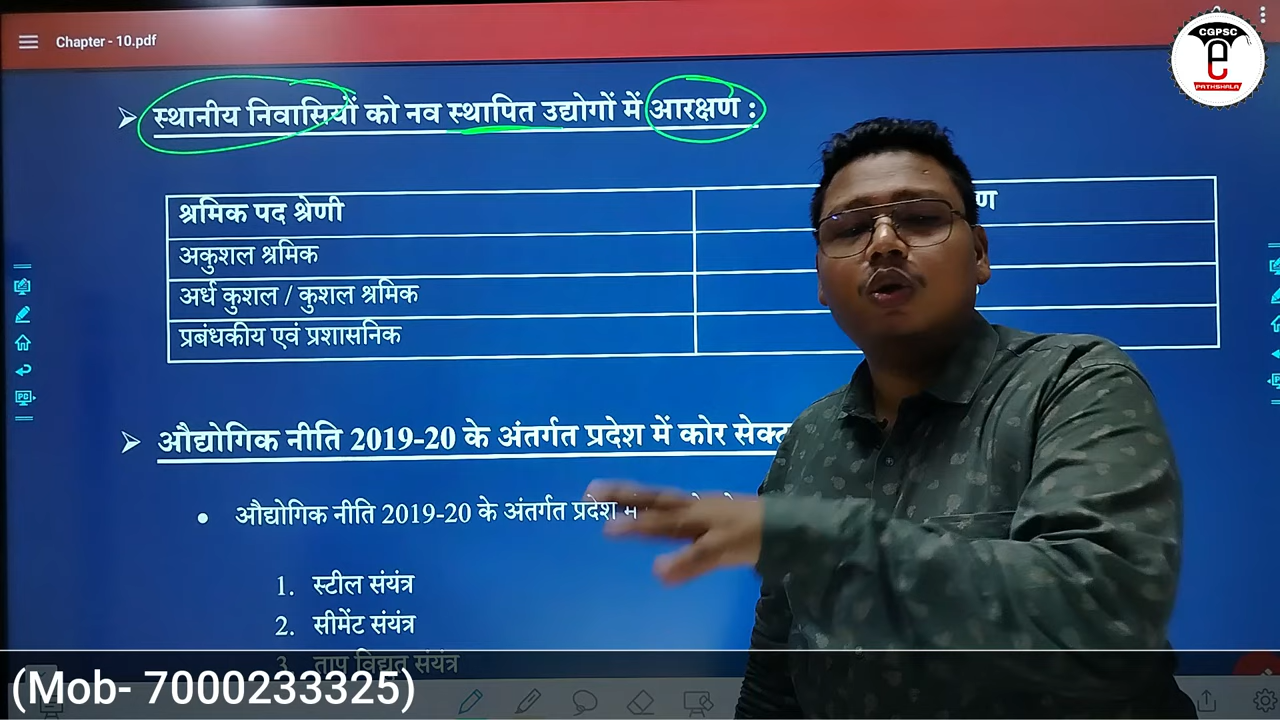 Chapter - 10.pdf
CGPSC
e
PATHSHALA
स्थानीय निवासियों को नव स्थापित उद्योगों में आरक्षण :
श्रमिक पद श्रेणी
अकुशल श्रमिक
अर्ध कुशल / कुशल श्रमिक
प्रबंधकीय एवं प्रशासनिक
औद्योगिक नीति 2019-20 के अंतर्गत प्रदेश में कोर
• औद्योगिक नीति 2019-20 के अंतर्गत प्रदेश में
1. स्टील संयंत्र
2. सीमेंट संयंत्र
3. ताप विद्युत संयंत्र
(Mob- 7000233325)